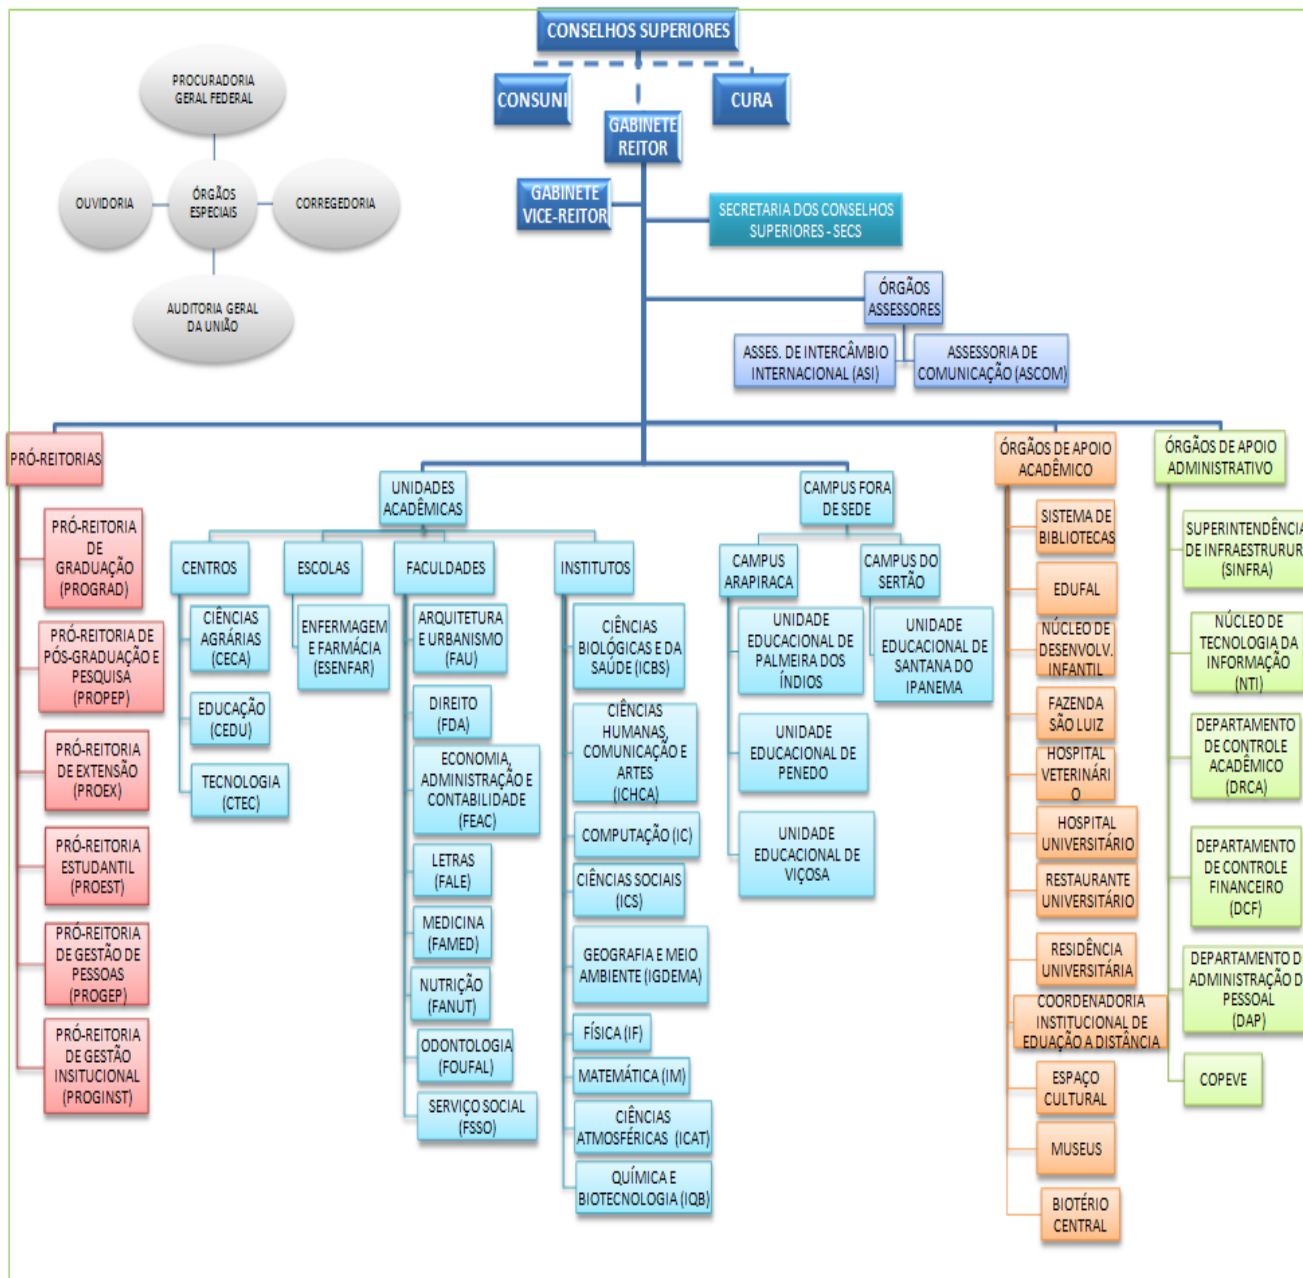 CONSELHOS SUPERIORES
CONSUNI
CURA
GABINETE
REITOR
GABINETE
VICE-REITOR
SECRETARIA DOS CONSELHOS
SUPERIORES - SECS
PROCURADORIA
GERAL FEDERAL
OUVIDORIA
ÓRGÃOS
ESPECIAIS
CORREGEDORIA
AUDITORIA GERAL
DA UNIÃO
ÓRGÃOS
ASSESSORES
ASSES. DE INTERCÂMBIO
INTERNACIONAL (ASI)
ASSESSORIA DE
COMUNICAÇÃO (ASCOM)
PRÓ-REITORIAS
PRÓ-REITORIA
DE
GRADUAÇÃO
(PROGRAD)
PRÓ-REITORIA DE
PÓS-GRADUAÇÃO E
PESQUISA
(PROPEP)
PRÓ-REITORIA
DE EXTENSÃO
(PROEX)
PRÓ-REITORIA
ESTUDANTIL
(PROEST)
PRÓ-REITORIA
DE GESTÃO DE
PESSOAS
(PROGEP)
PRÓ-REITORIA
DE GESTÃO
INSITUCIONAL
(PROGINST)
UNIDADES
ACADÊMICAS
CENTROS
CIÊNCIAS
AGRÁRIAS
(CECA)
EDUCAÇÃO
(CEDU)
TECNOLOGIA
(CTEC)
ESCOLAS
ENFERMAGEM
E FARMÁCIA
(ESENFAR)
FACULDADES
ARQUITETURA
E URBANISMO
(FAU)
DIREITO
(FDA)
ECONOMIA,
ADMINISTRAÇÃO E
CONTABILIDADE
(FEAC)
LETRAS
(FALE)
MEDICINA
(FAMED)
NUTRIÇÃO
(FANUT)
ODONTOLOGIA
(FOUFAL)
SERVIÇO SOCIAL
(FSSO)
INSTITUTOS
CIÊNCIAS
BIOLÓGICAS E DA
SAÚDE (ICBS)
CIÊNCIAS
HUMANAS,
COMUNICAÇÃO E
ARTES
(ICHCA)
COMPUTAÇÃO (IC)
CIÊNCIAS SOCIAIS
(ICS)
GEOGRAFIA E MEIO
AMBIENTE (IGDEMA)
FÍSICA (IF)
MATEMÁTICA (IM)
CIÊNCIAS
ATMOSFÉRICAS (ICAT)
QUÍMICA E
BIOTECNOLOGIA (IQB)
CAMPUS FORA
DE SEDE
CAMPUS
ARAPIRACA
UNIDADE
EDUCACIONAL DE
PALMEIRA DOS
ÍNDIOS
UNIDADE
EDUCACIONAL DE
PENEDO
UNIDADE
EDUCACIONAL DE
VIÇOSA
CAMPUS DO
SERTÃO
UNIDADE
EDUCACIONAL DE
SANTANA DO
IPANEMA
ÓRGÃOS DE APOIO
ACADÊMICO
SISTEMA DE
BIBLIOTECAS
EDUFAL
NÚCLEO DE
DESENVOLV.
INFANTIL
FAZENDA
SÃO LUIZ
HOSPITAL
VETERINÁRI
O
HOSPITAL
UNIVERSITÁRIO
RESTAURANTE
UNIVERSITÁRIO
RESIDÊNCIA
UNIVERSITÁRIA
COORDENADORIA
INSTITUCIONAL DE
EDUAÇÃO A DISTÂNCIA
ESPAÇO
CULTURAL
MUSEUS
BIOTÉRIO
CENTRAL
ÓRGÃOS DE APOIO
ADMINISTRATIVO
SUPERINTENDÊNCIA
DE INFRAESTRURUR
(SINFRA)
NÚCLEO DE
TECNOLOGIA DA
INFORMAÇÃO
(NTI)
DEPARTAMENTO
DE CONTROLE
ACADÊMICO
(DRCA)
DEPARTAMENTO
DE CONTROLE
FINANCEIRO
(DCF)
DEPARTAMENTO D
ADMINISTRAÇÃO D
PESSOAL
(DAP)
COPEVE